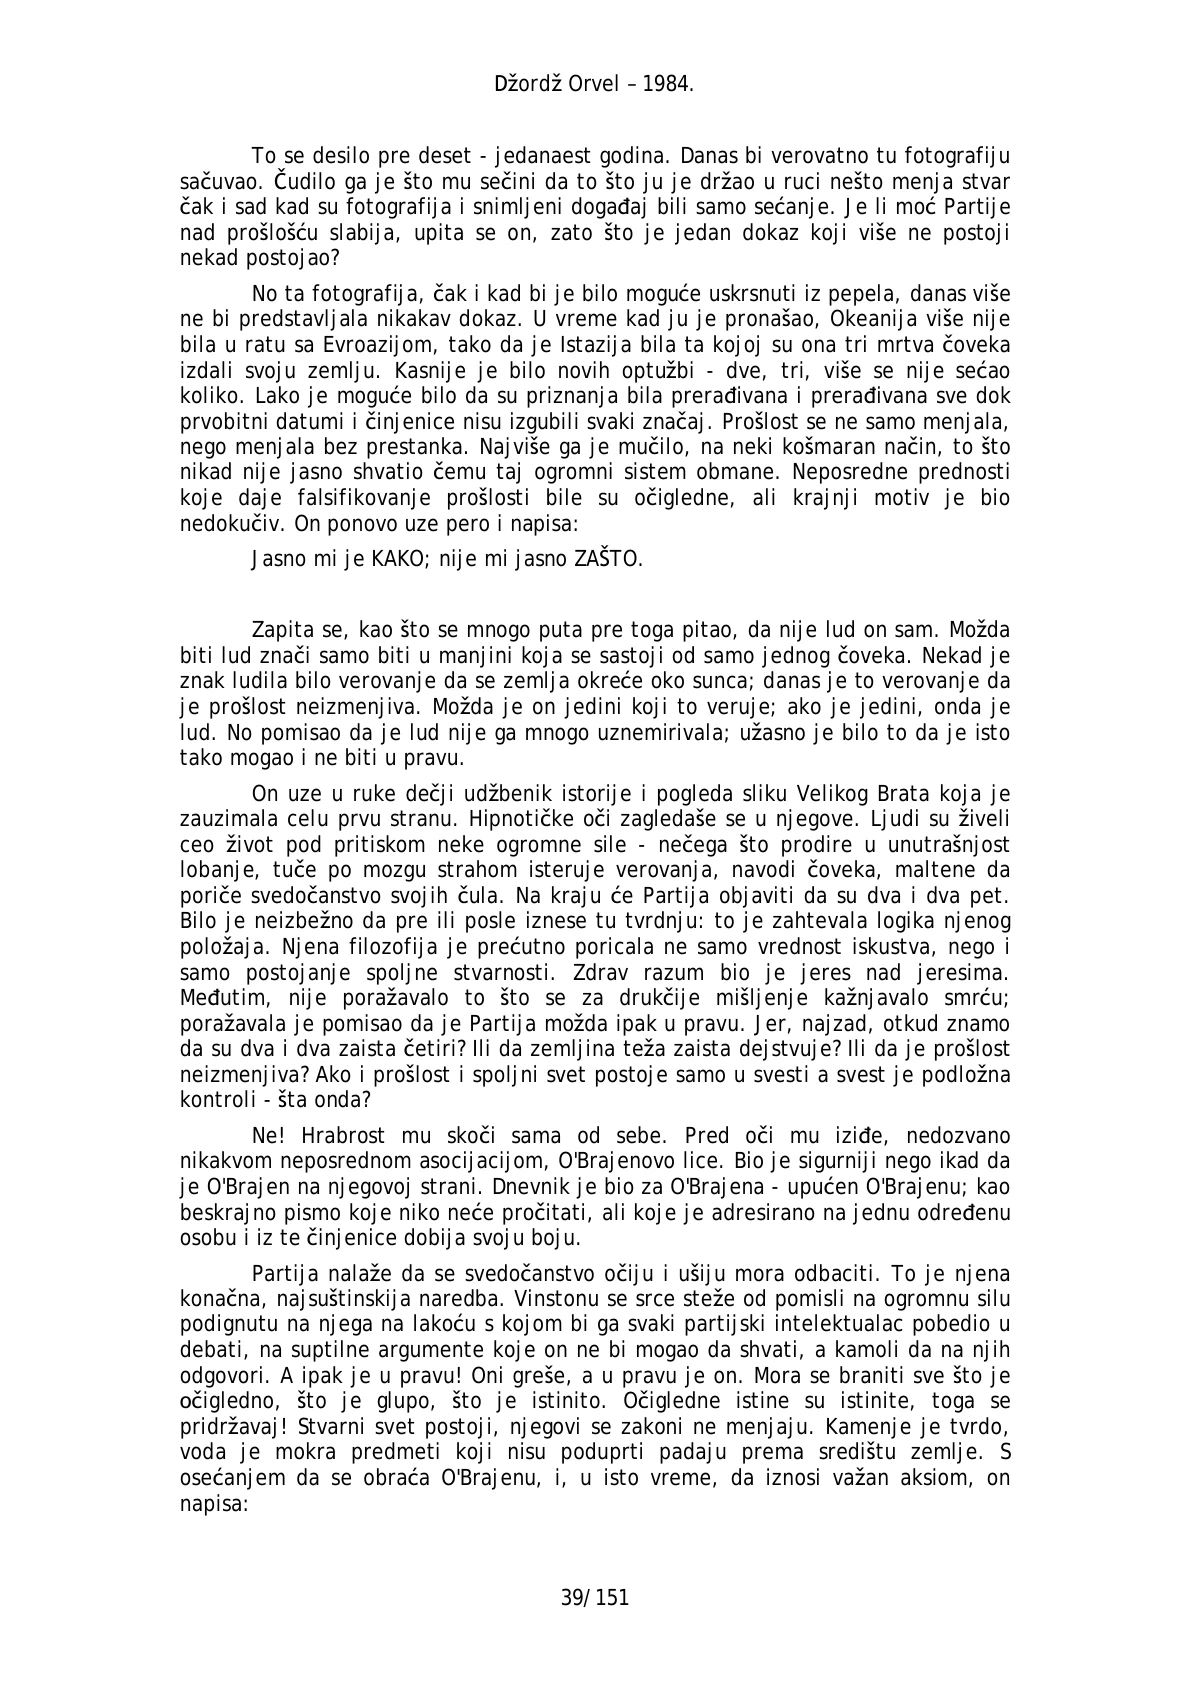 Džordž Orvel – 1984.
To se desilo pre deset - jedanaest godina. Danas bi verovatno tu fotografiju
sačuvao. Čudilo ga je što mu sečini da to što ju je držao u ruci nešto menja stvar
čak i sad kad su fotografija i snimljeni događaj bili samo sećanje. Je li moć Partije
nad prošlošću slabija, upita se on, zato što je jedan dokaz koji više ne postoji
nekad postojao?
No ta fotografija, čak i kad bi je bilo moguće uskrsnuti iz pepela, danas više
ne bi predstavljala nikakav dokaz. U vreme kad ju je pronašao, Okeanija više nije
bila u ratu sa Evroazijom, tako da je Istazija bila ta kojoj su ona tri mrtva čoveka
izdali svoju zemlju. Kasnije je bilo novih optužbi - dve, tri, više se nije sećao
koliko. Lako je moguće bilo da su priznanja bila prerađivana i prerađivana sve dok
prvobitni datumi i činjenice nisu izgubili svaki značaj. Prošlost se ne samo menjala,
nego menjala bez prestanka. Najviše ga je mučilo, na neki košmaran način, to što
nikad nije jasno shvatio čemu taj ogromni sistem obmane. Neposredne prednosti
koje daje falsifikovanje prošlosti bile su očigledne, ali krajnji motiv je bio
nedokučiv. On ponovo uze pero i napisa:
Jasno mi je KAKO; nije mi jasno ZAŠTO.
Zapita se, kao što se mnogo puta pre toga pitao, da nije lud on sam. Možda
biti lud znači samo biti u manjini koja se sastoji od samo jednog čoveka. Nekad je
znak ludila bilo verovanje da se zemlja okreće oko sunca; danas je to verovanje da
je prošlost neizmenjiva. Možda je on jedini koji to veruje; ako je jedini, onda je
lud. No pomisao da je lud nije ga mnogo uznemirivala; užasno je bilo to da je isto
tako mogao i ne biti u pravu.
On uze u ruke dečji udžbenik istorije i pogleda sliku Velikog Brata koja je
zauzimala celu prvu stranu. Hipnotičke oči zagledaše se u njegove. Ljudi su živeli
ceo život pod pritiskom neke ogromne sile - nečega što prodire u unutrašnjost
lobanje, tuče po mozgu strahom isteruje verovanja, navodi čoveka, maltene da
poriče svedočanstvo svojih čula. Na kraju će Partija objaviti da su dva i dva pet.
Bilo je neizbežno da pre ili posle iznese tu tvrdnju: to je zahtevala logika njenog
položaja. Njena filozofija je prećutno poricala ne samo vrednost iskustva, nego i
samo postojanje spoljne stvarnosti. Zdrav razum bio je jeres nad jeresima.
Međutim, nije poražavalo to što se za drukčije mišljenje kažnjavalo smrću;
poražavala je pomisao da je Partija možda ipak u pravu. Jer, najzad, otkud znamo
da su dva i dva zaista četiri? Ili da zemljina teža zaista dejstvuje? Ili da je prošlost
neizmenjiva? Ako i prošlost i spoljni svet postoje samo u svesti a svest je podložna
kontroli - šta onda?
Ne! Hrabrost mu skoči sama od sebe. Pred oči mu iziđe, nedozvano
nikakvom neposrednom asocijacijom, O'Brajenovo lice. Bio je sigurniji nego ikad da
je O'Brajen na njegovoj strani. Dnevnik je bio za O'Brajena - upućen O'Brajenu; kao
beskrajno pismo koje niko neće pročitati, ali koje je adresirano na jednu određenu
osobu i iz te činjenice dobija svoju boju.
Partija nalaže da se svedočanstvo očiju i ušiju mora odbaciti. To je njena
konačna, najsuštinskija naredba. Vinstonu se srce steže od pomisli na ogromnu silu
podignutu na njega na lakoću s kojom bi ga svaki partijski intelektualac pobedio u
debati, na suptilne argumente koje on ne bi mogao da shvati, a kamoli da na njih
odgovori. A ipak je u pravu! Oni greše, a u pravu je on. Mora se braniti sve što je
očigledno, što je glupo, što je istinito. Očigledne istine su istinite, toga se
pridržavaj! Stvarni svet postoji, njegovi se zakoni ne menjaju. Kamenje je tvrdo,
voda je mokra predmeti koji nisu poduprti padaju prema središtu zemlje. S
osećanjem da se obraća O'Brajenu, i, u isto vreme, da iznosi važan aksiom, on
napisa:
39/151